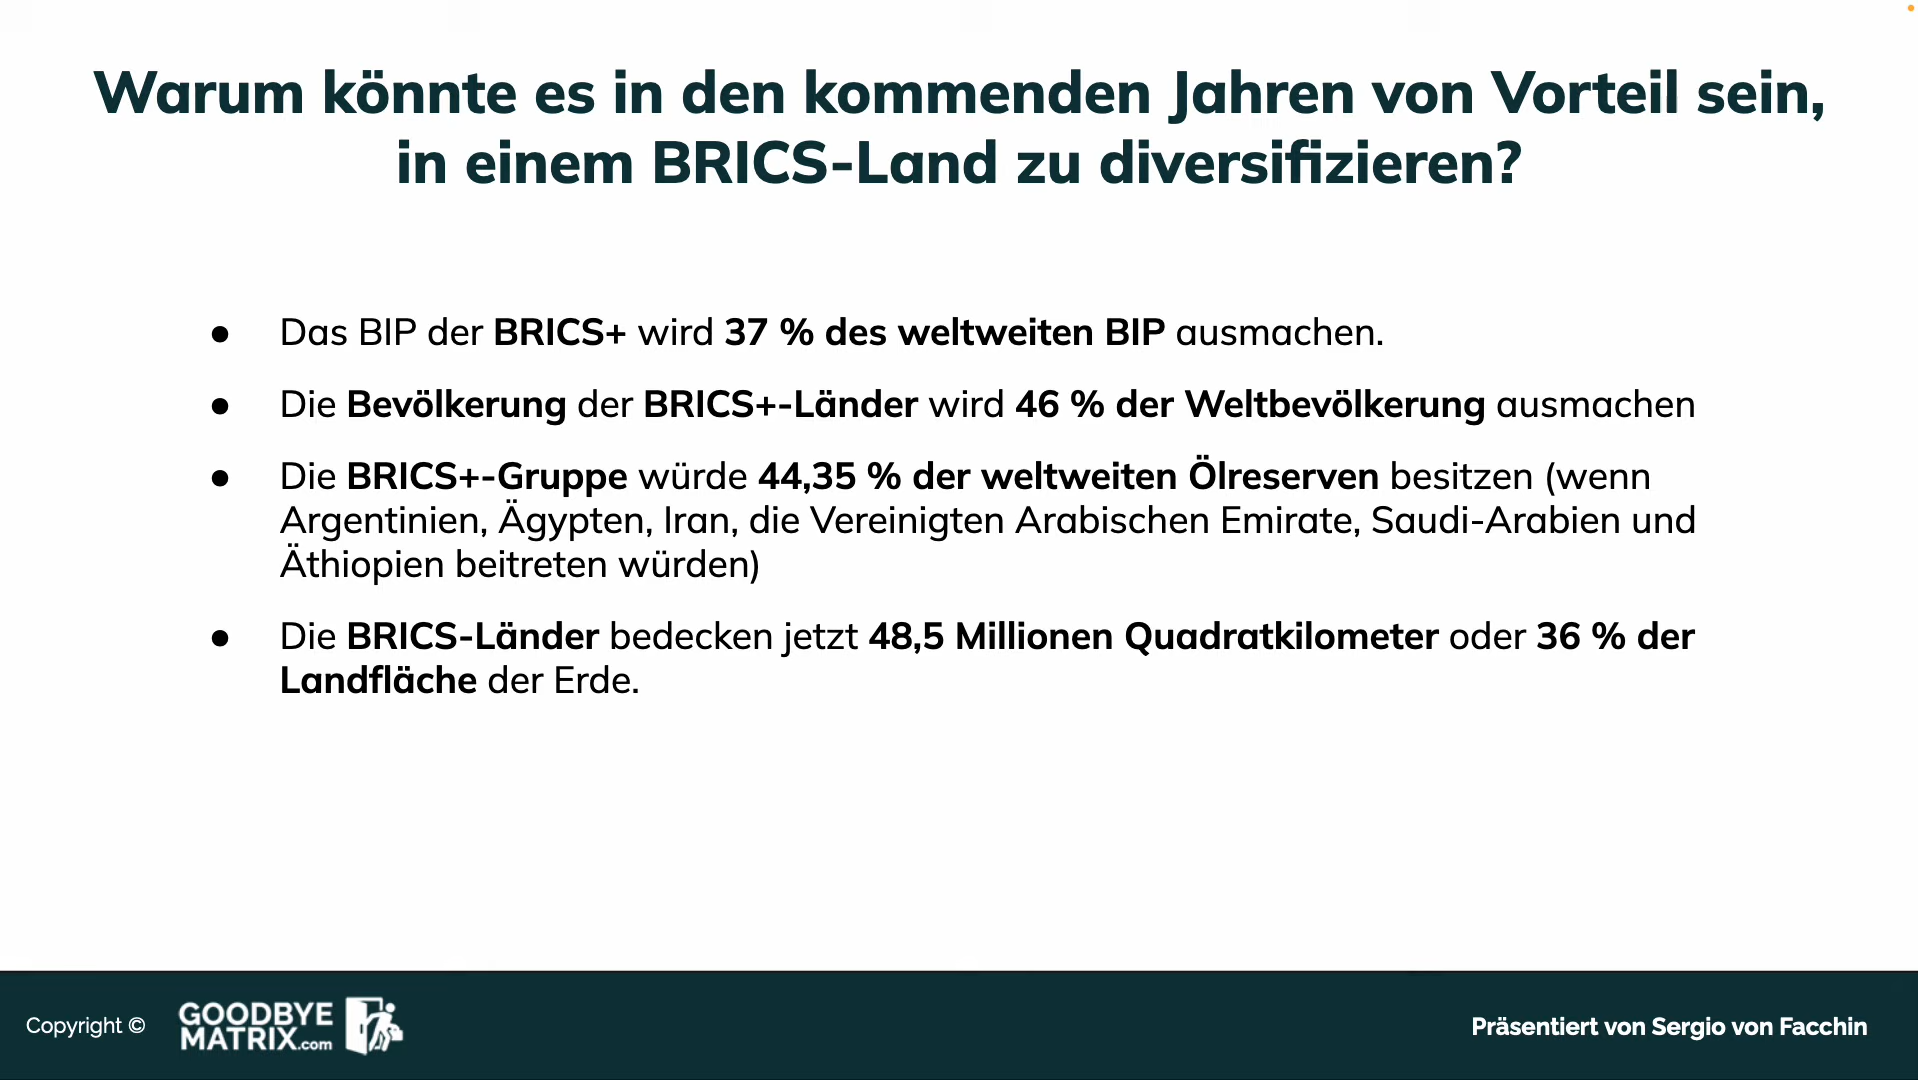 Warum könnte es in den kommenden Jahren von Vorteil sein,
in einem BRICS-Land zu diversifizieren?
● Das BIP der BRICS+ wird 37 % des weltweiten BIP ausmachen.
● Die Bevölkerung der BRICS+-Länder wird 46 % der Weltbevölkerung ausmachen
● Die BRICS+-Gruppe würde 44,35 % der weltweiten Ölreserven besitzen (wenn
Argentinien, Ägypten, Iran, die Vereinigten Arabischen Emirate, Saudi-Arabien und
Äthiopien beitreten würden)
● Die BRICS-Länder bedecken jetzt 48,5 Millionen Quadratkilometer oder 36 % der
Landfläche der Erde.
Copyright ©
GOODBYE
MATRIX.com
Präsentiert von Sergio von Facchin